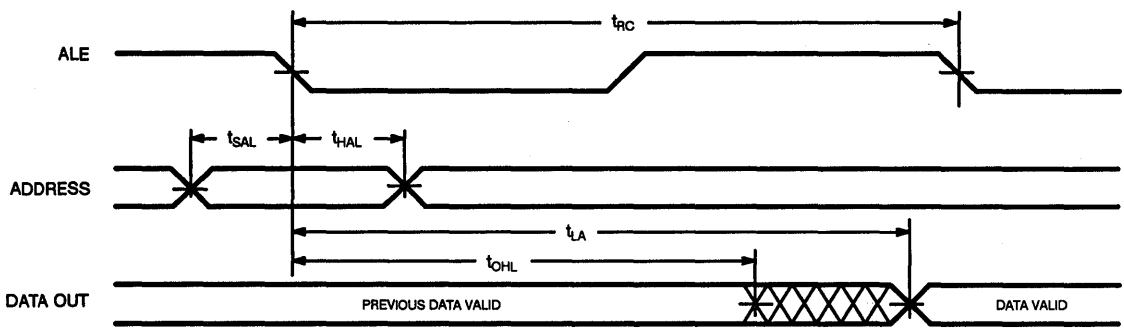 tRC
ALE
tSAL
tHAL
ADDRESS
tLA
tOHL
DATA OUT
PREVIOUS DATA VALID
DATA VALID